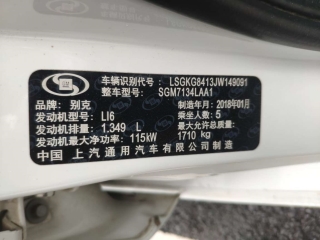 车辆识别代号: LSGKG8413JW149091
整车型号: SGM7134LAA1
品牌: 别克 制造年月: 2018年01月
发动机型号: LI6 乘坐人数: 5
发动机排量: 1.349 L 最大允许总质量:
发动机最大净功率: 115kW 1710 kg
中国 上汽通用汽车有限公司制造